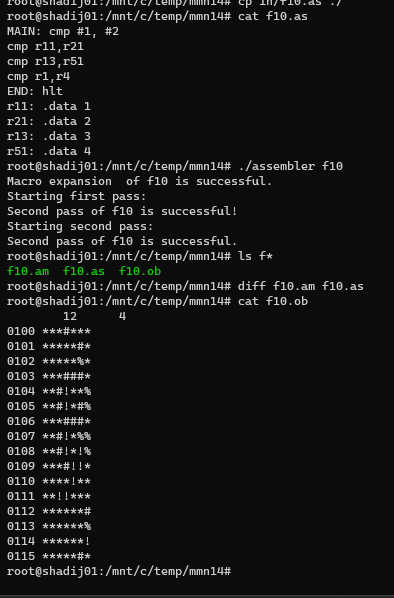 root@shadij01:/mnt/c/temp/mmn14# cp in/f10.as ./
root@shadij01:/mnt/c/temp/mmn14# cat f10.as
MAIN: cmp #1, #2
cmp r11,r21
cmp r13,r51
cmp r1,r4
END: hlt
r11: .data 1
r21: .data 2
r13: .data 3
r51: .data 4
root@shadij01:/mnt/c/temp/mmn14# ./assembler f10
Macro expansion  of f10 is successful.
Starting first pass:
Second pass of f10 is successful!
Starting second pass:
Second pass of f10 is successful.
root@shadij01:/mnt/c/temp/mmn14# ls f*
f10.am  f10.as  f10.ob
root@shadij01:/mnt/c/temp/mmn14# diff f10.am f10.as
root@shadij01:/mnt/c/temp/mmn14# cat f10.ob
        12      4
0100 ***#***
0101 *****#*
0102 *****%*
0103 ***###*
0104 **#!**%
0105 **#!*#%
0106 ***###*
0107 **#!*%%
0108 **#!*!%
0109 ***#!!*
0110 ****!**
0111 **!!***
0112 ******#
0113 ******%
0114 ******!
0115 *****#*
root@shadij01:/mnt/c/temp/mmn14#